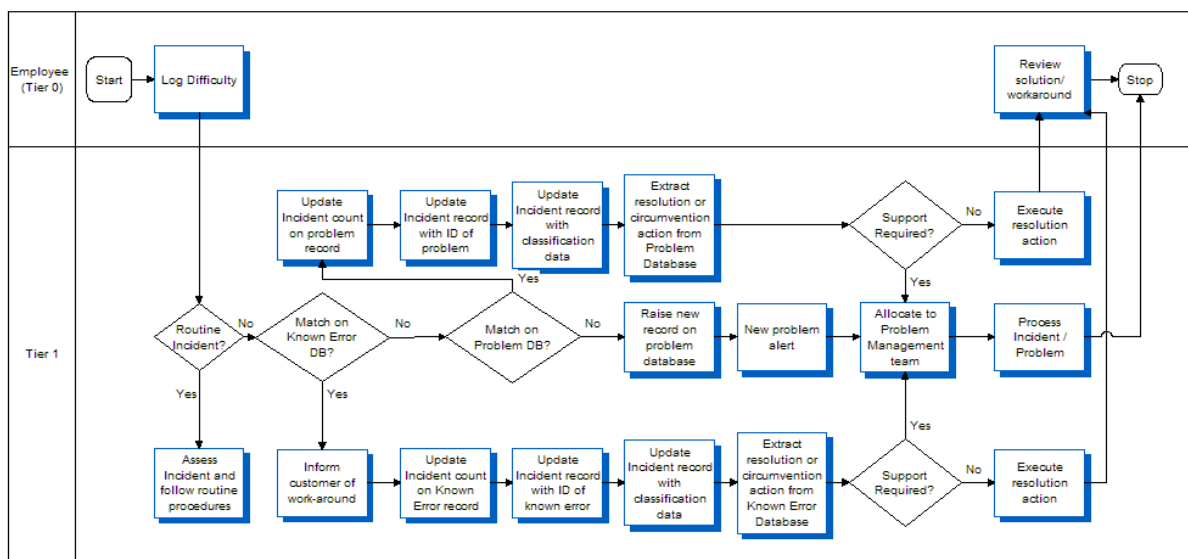 Employee
(Tier 0)
Start
Log Difficulty
Review
solution/
workaround
Stop
Tier 1
Update
Incident count
on problem
record
Update
Incident record
with ID of
problem
Update
Incident record
with
classification
data
Extract
resolution or
circumvention
action from
Problem
Database
Support
Required?
No
Execute
resolution
action
Yes
Yes
Routine
Incident?
No
Match on
Known Error
DB?
No
Match on
Problem DB?
No
Raise new
record on
problem
database
New problem
alert
Allocate to
Problem
Management
team
Process
Incident /
Problem
Yes
Yes
Yes
Assess
Incident and
follow routine
procedures
Inform
customer of
work-around
Update
Incident count
on Known
Error record
Update
Incident record
with ID of
known error
Update
Incident record
with
classification
data
Extract
resolution or
circumvention
action from
Known Error
Database
Support
Required?
No
Execute
resolution
action